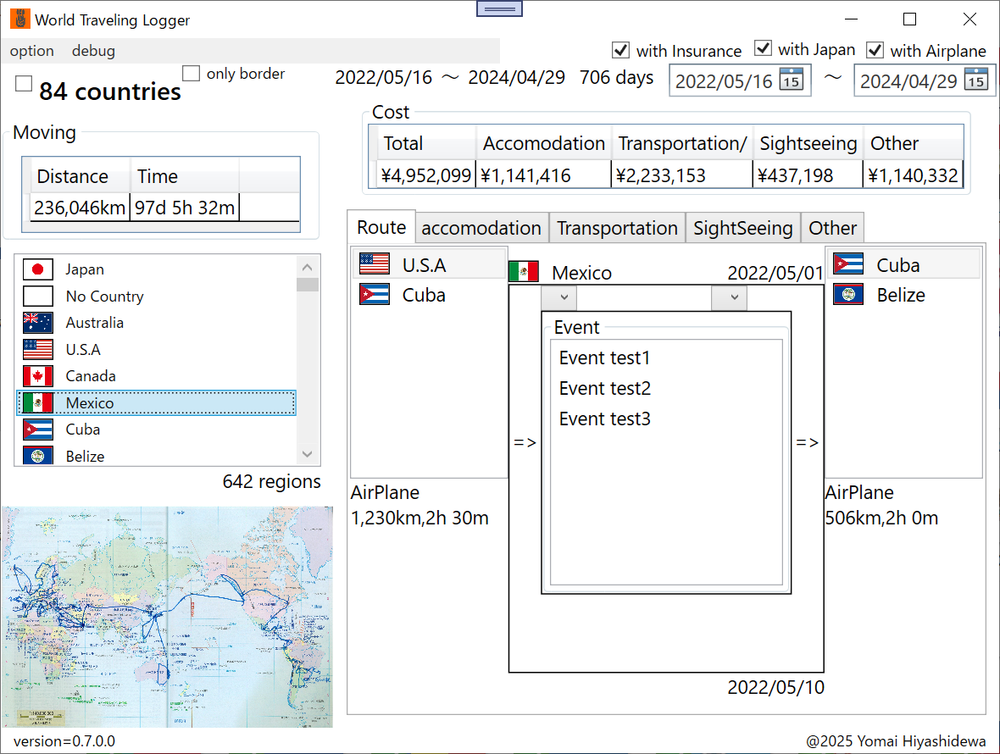 World Traveling Logger
option debug
with Insurance with Japan with Airplane
84 countries
only border
2022/05/16 ～ 2024/04/29 706 days
2022/05/16 15 ～ 2024/04/29 15
Moving
Distance Time
236,046km 97d 5h 32m
Cost
Total Accomodation Transportation/ Sightseeing Other
¥4,952,099 ¥1,141,416 ¥2,233,153 ¥437,198 ¥1,140,332
Japan
No Country
Australia
U.S.A
Canada
Mexico
Cuba
Belize
642 regions
Route accomodation Transportation SightSeeing Other
U.S.A
Cuba
AirPlane
1,230km,2h 30m
Mexico 2022/05/01
=>
Event
Event test1
Event test2
Event test3
=>
2022/05/10
Cuba
Belize
AirPlane
506km,2h 0m
version=0.7.0.0
@2025 Yomai Hiyashidewa